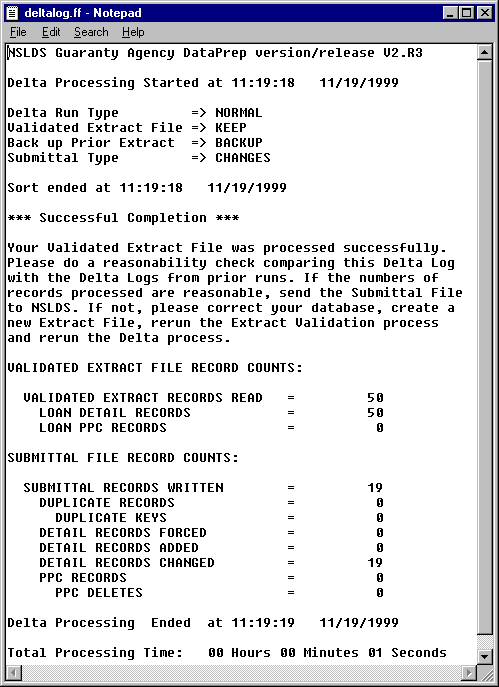 deltalog.ff - Notepad
File Edit Search Help
NSLDS Guaranty Agency DataPrep version/release V2.R3
Delta Processing Started at 11:19:18   11/19/1999
Delta Run Type         => NORMAL
Validated Extract File => KEEP
Back up Prior Extract  => BACKUP
Submittal Type         => CHANGES
Sort ended at 11:19:18   11/19/1999
*** Successful Completion ***
Your Validated Extract File was processed successfully.
Please do a reasonability check comparing this Delta Log
with the Delta Logs from prior runs. If the numbers of
records processed are reasonable, send the Submittal File
to NSLDS. If not, please correct your database, create a
new Extract File, rerun the Extract Validation process
and rerun the Delta process.
VALIDATED EXTRACT FILE RECORD COUNTS:
  VALIDATED EXTRACT RECORDS READ   =         50
    LOAN DETAIL RECORDS            =         50
    LOAN PPC RECORDS               =          0
SUBMITTAL FILE RECORD COUNTS:
  SUBMITTAL RECORDS WRITTEN        =         19
    DUPLICATE RECORDS              =          0
      DUPLICATE KEYS               =          0
    DETAIL RECORDS FORCED          =          0
    DETAIL RECORDS ADDED           =          0
    DETAIL RECORDS CHANGED         =         19
    PPC RECORDS                    =          0
      PPC DELETES                  =          0
Delta Processing  Ended  at 11:19:19   11/19/1999
Total Processing Time:   00 Hours 00 Minutes 01 Seconds